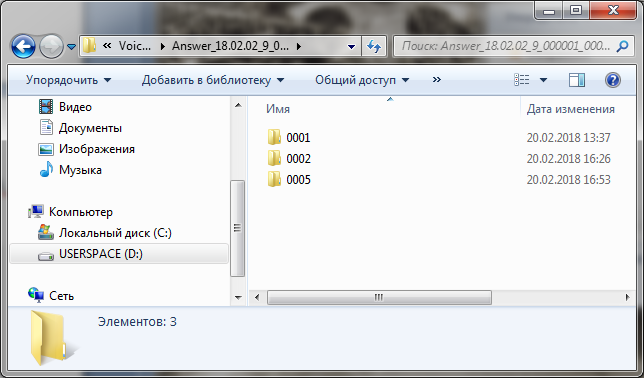 « Voic... Answer_18.02.02_9_0... Поиск: Answer_18.02.02_9_000001_000...
Упорядочить Добавить в библиотеку Общий доступ »
Видео
Документы
Изображения
Музыка
Компьютер
Локальный диск (C:)
USERSPACE (D:)
Сеть
Имя Дата изменения
0001 20.02.2018 13:37
0002 20.02.2018 16:26
0005 20.02.2018 16:53
Элементов: 3